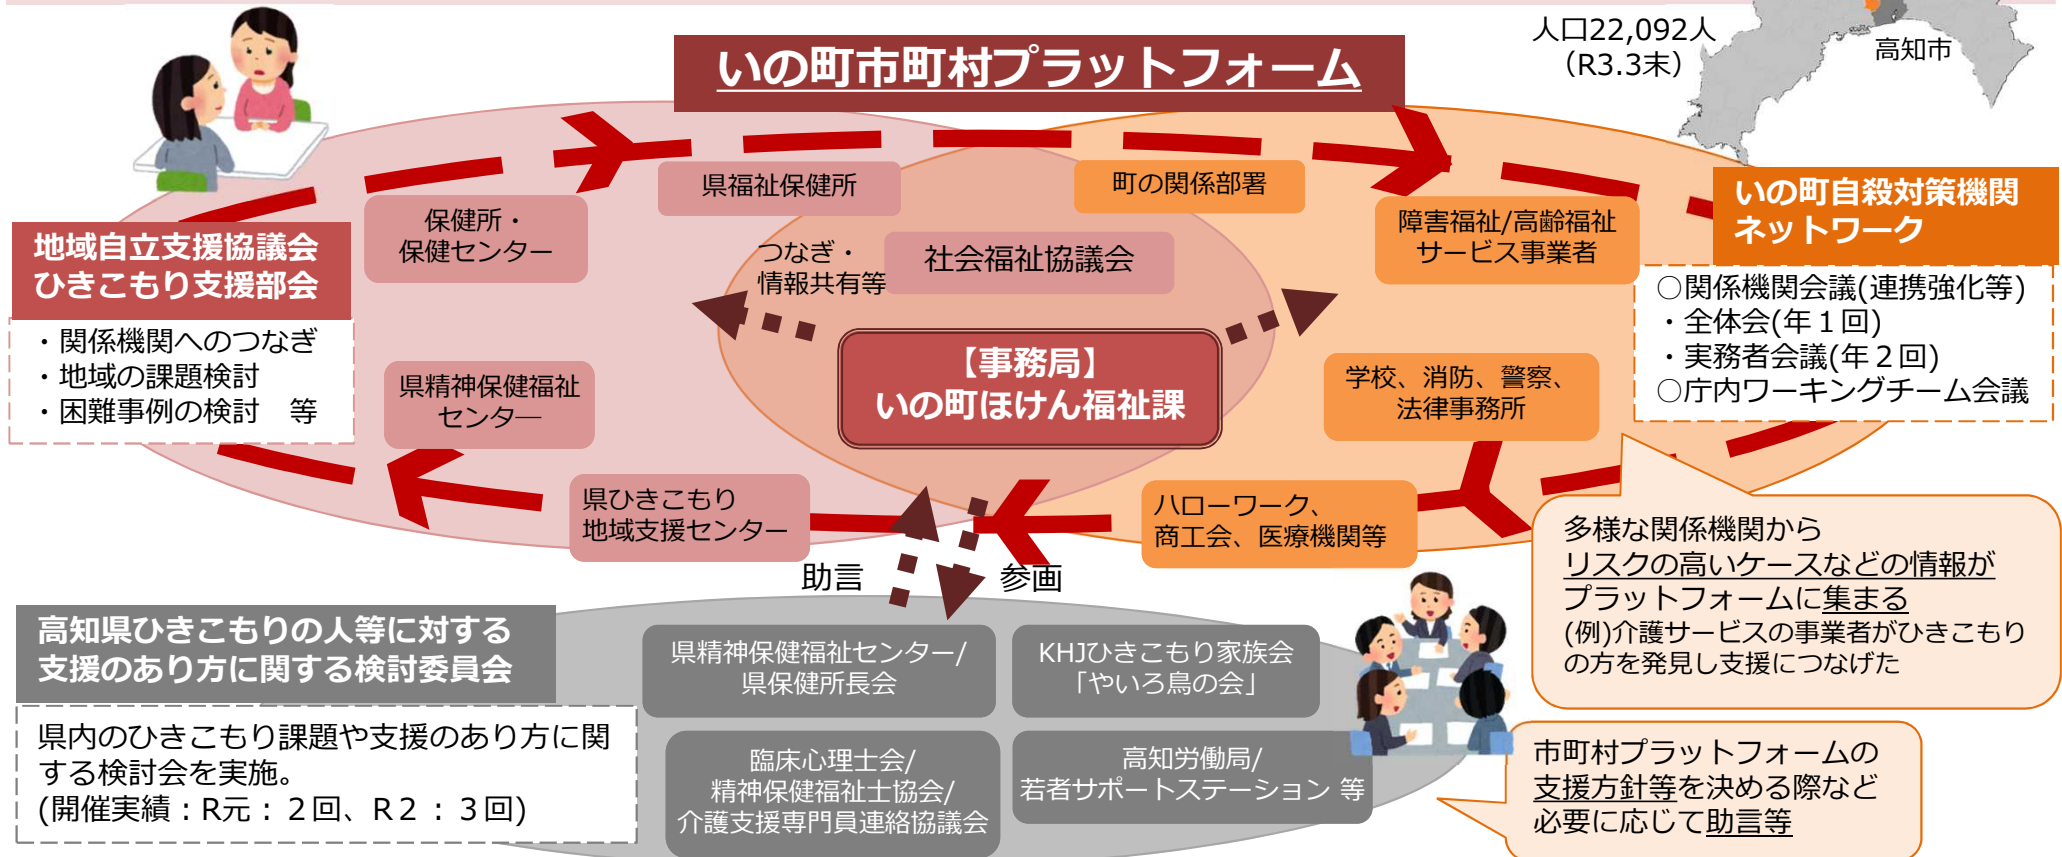 人口22,092人
（R3.3末）
高知市
いの町市町村プラットフォーム
県福祉保健所
町の関係部署
保健所・
保健センター
障害福祉/高齢福祉
サービス事業者
いの町自殺対策機関
ネットワーク
地域自立支援協議会
ひきこもり支援部会
つなぎ・
情報共有等
社会福祉協議会
○関係機関会議(連携強化等)
・全体会(年１回)
・実務者会議(年２回)
○庁内ワーキングチーム会議
・関係機関へのつなぎ
・地域の課題検討
・困難事例の検討　等
県精神保健福祉
センター
【事務局】
いの町ほけん福祉課
学校、消防、警察、
法律事務所
県ひきこもり
地域支援センター
ハローワーク、
商工会、医療機関等
多様な関係機関から
リスクの高いケースなどの情報が
プラットフォームに集まる
(例)介護サービスの事業者がひきこもり
の方を発見し支援につなげた
助言
参画
高知県ひきこもりの人等に対する
支援のあり方に関する検討委員会
県精神保健福祉センター/
県保健所長会
KHJひきこもり家族会
「やいろ鳥の会」
県内のひきこもり課題や支援のあり方に関
する検討会を実施。
(開催実績：R元：２回、R２：３回)
臨床心理士会/
精神保健福祉士協会/
介護支援専門員連絡協議会
高知労働局/
若者サポートステーション 等
市町村プラットフォームの
支援方針等を決める際など
必要に応じて助言等